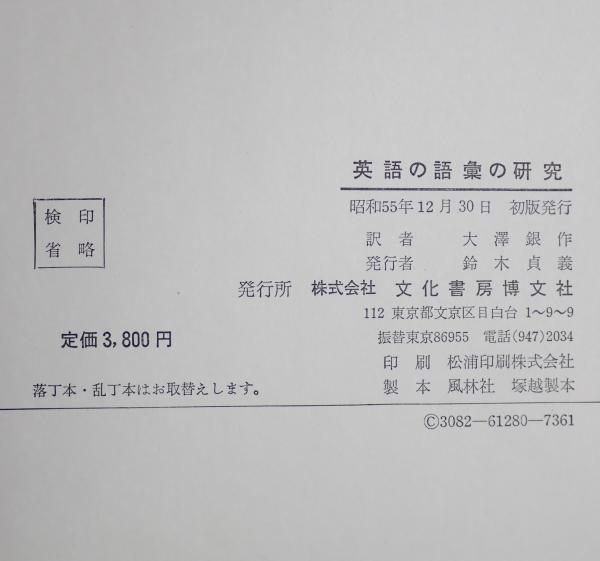 英語の語彙の研究
昭和55年12月30日 初版発行
訳者 大澤銀作
発行者 鈴木貞義
発行所 株式会社 文化書房博文社
112 東京都文京区目白台 1〜9〜9
振替東京86955 電話(947)2034
印刷 松浦印刷株式会社
製本 風林社 塚越製本
検印
省略
定価 3,800円
落丁本・乱丁本はお取替えします。
©3082—61280—7361